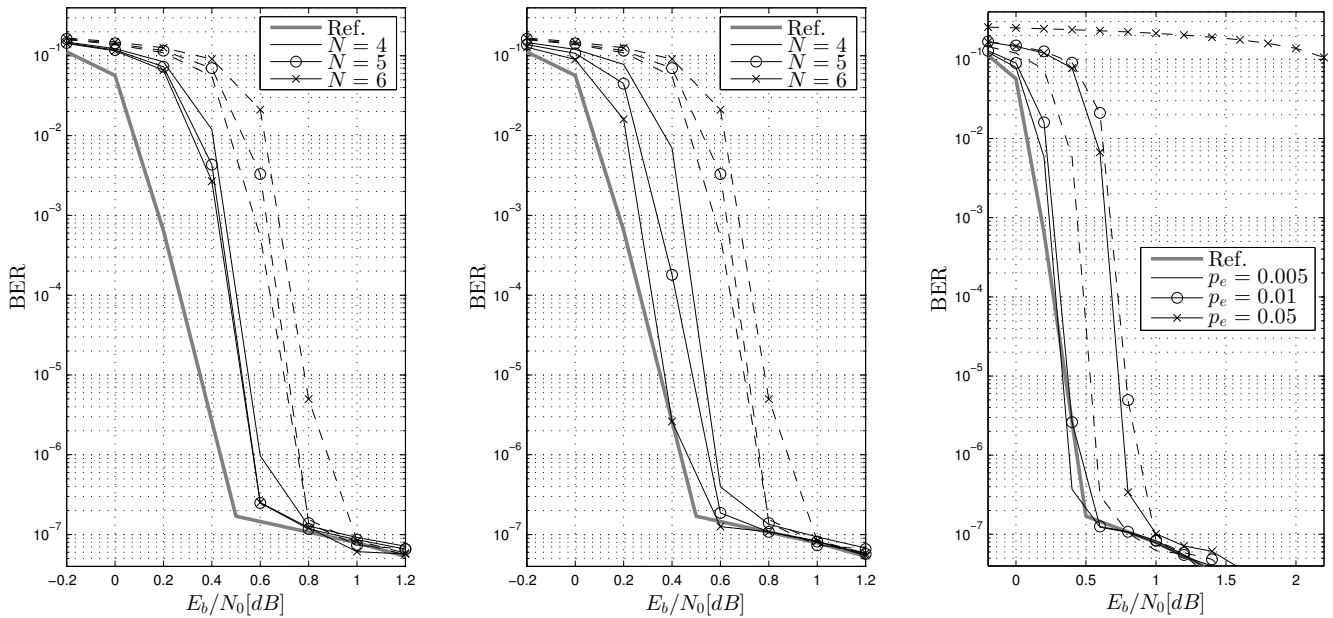 BER
10⁻¹
10⁻²
10⁻³
10⁻⁴
10⁻⁵
10⁻⁶
10⁻⁷
Ref.
N = 4
N = 5
N = 6
−0.2 0 0.2 0.4 0.6 0.8 1 1.2
E_b/N_0[dB]
BER
10⁻¹
10⁻²
10⁻³
10⁻⁴
10⁻⁵
10⁻⁶
10⁻⁷
Ref.
N = 4
N = 5
N = 6
−0.2 0 0.2 0.4 0.6 0.8 1 1.2
E_b/N_0[dB]
BER
10⁻¹
10⁻²
10⁻³
10⁻⁴
10⁻⁵
10⁻⁶
10⁻⁷
Ref.
p_e = 0.005
p_e = 0.01
p_e = 0.05
0 0.5 1 1.5 2
E_b/N_0[dB]